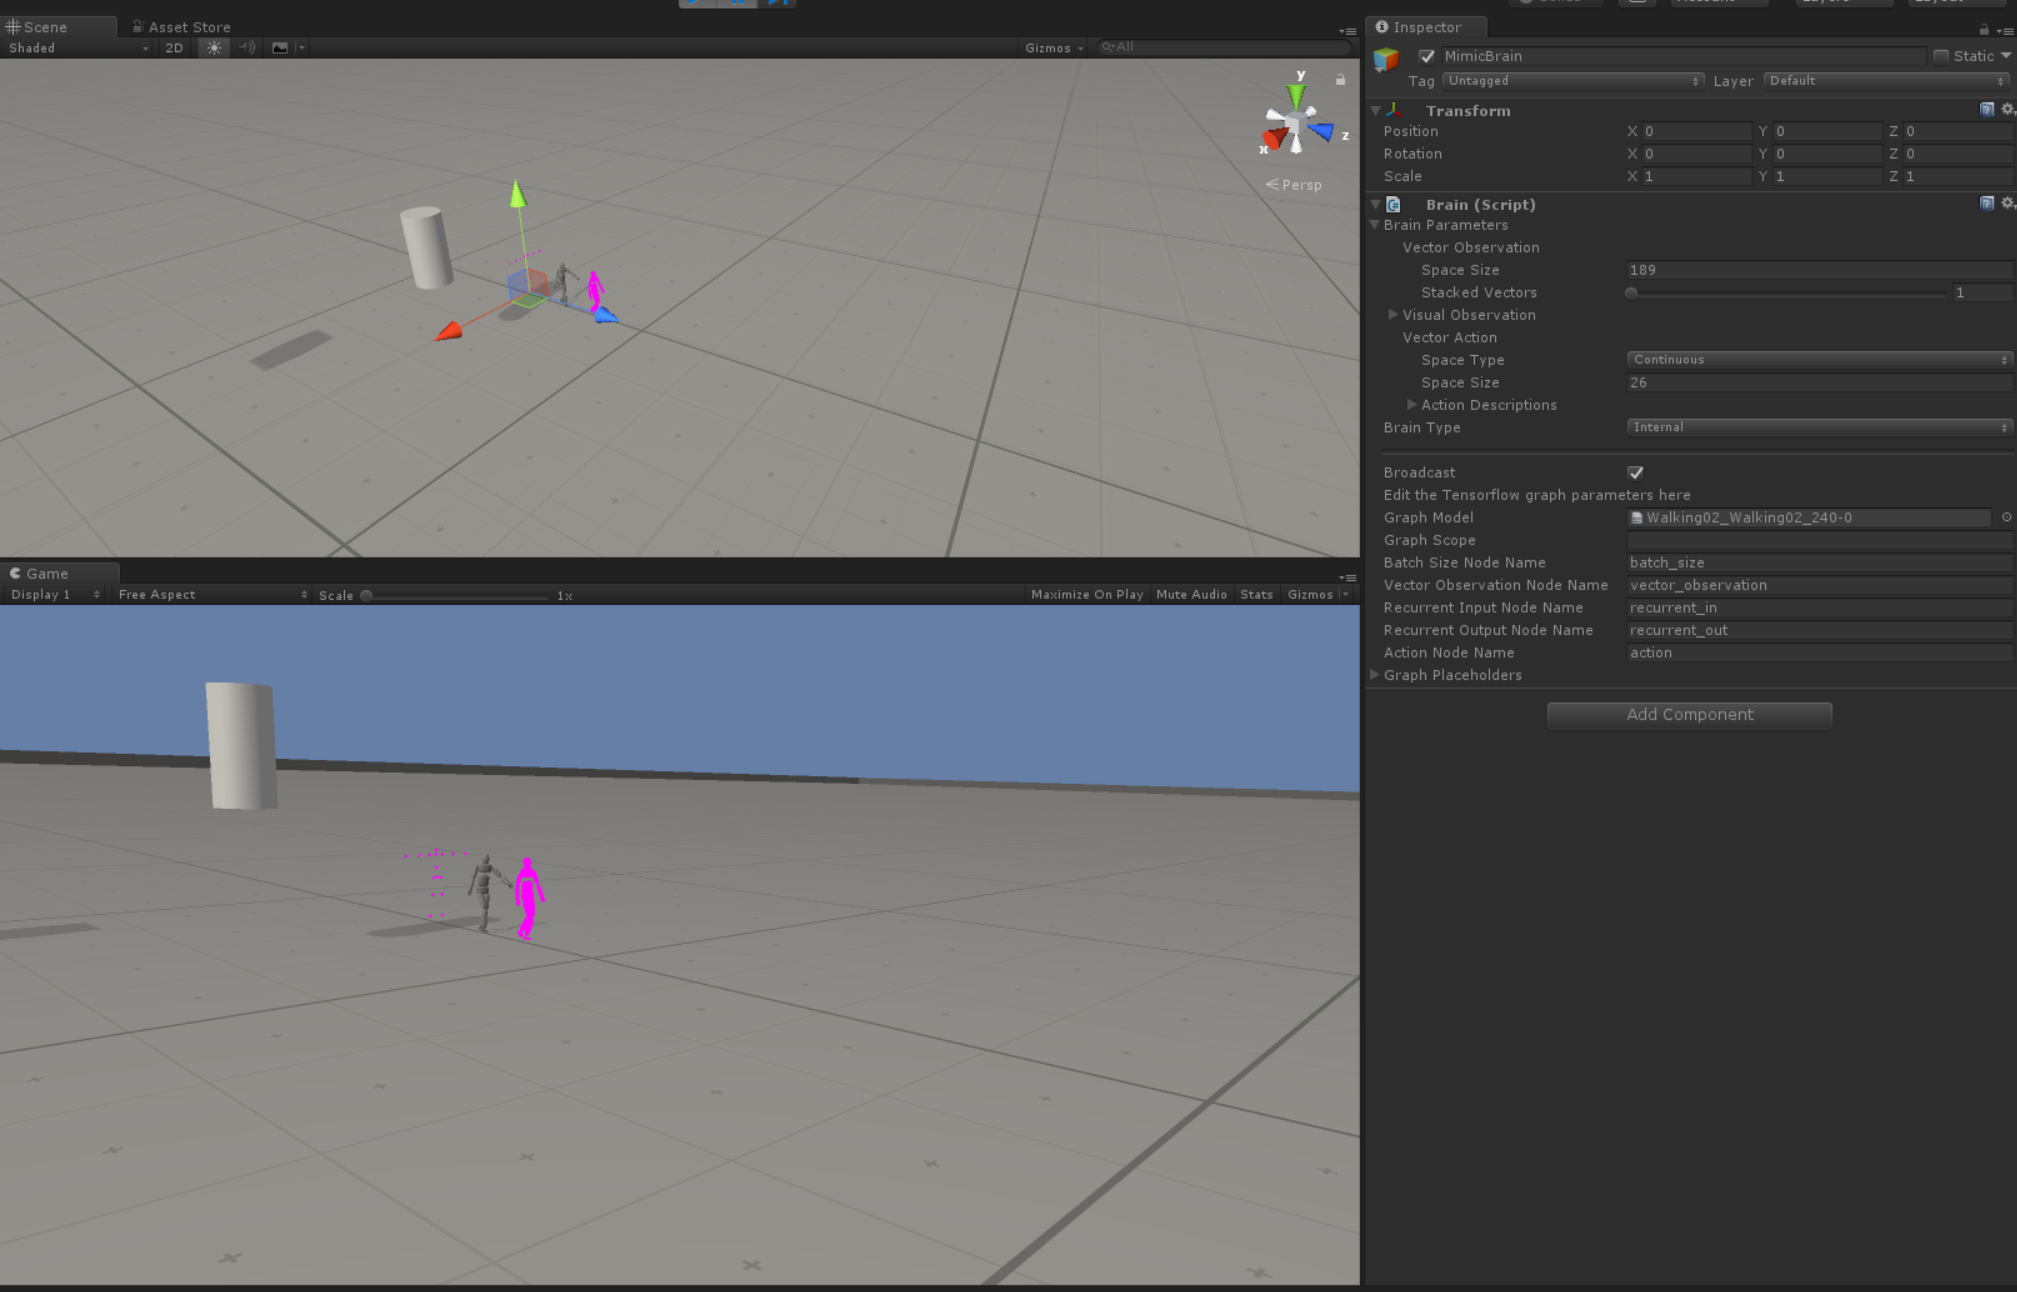 Scene
Asset Store
Shaded
2D
Gizmos
All
y
z
x
Persp
Game
Display 1
Free Aspect
Scale
1x
Maximize On Play
Mute Audio
Stats
Gizmos
Inspector
MimicBrain
Static
Tag
Untagged
Layer
Default
Transform
Position
X 0
Y 0
Z 0
Rotation
X 0
Y 0
Z 0
Scale
X 1
Y 1
Z 1
Brain (Script)
Brain Parameters
Vector Observation
Space Size
189
Stacked Vectors
1
Visual Observation
Vector Action
Space Type
Continuous
Space Size
26
Action Descriptions
Brain Type
Internal
Broadcast
Edit the Tensorflow graph parameters here
Graph Model
Walking02_Walking02_240-0
Graph Scope
Batch Size Node Name
batch_size
Vector Observation Node Name
vector_observation
Recurrent Input Node Name
recurrent_in
Recurrent Output Node Name
recurrent_out
Action Node Name
action
Graph Placeholders
Add Component